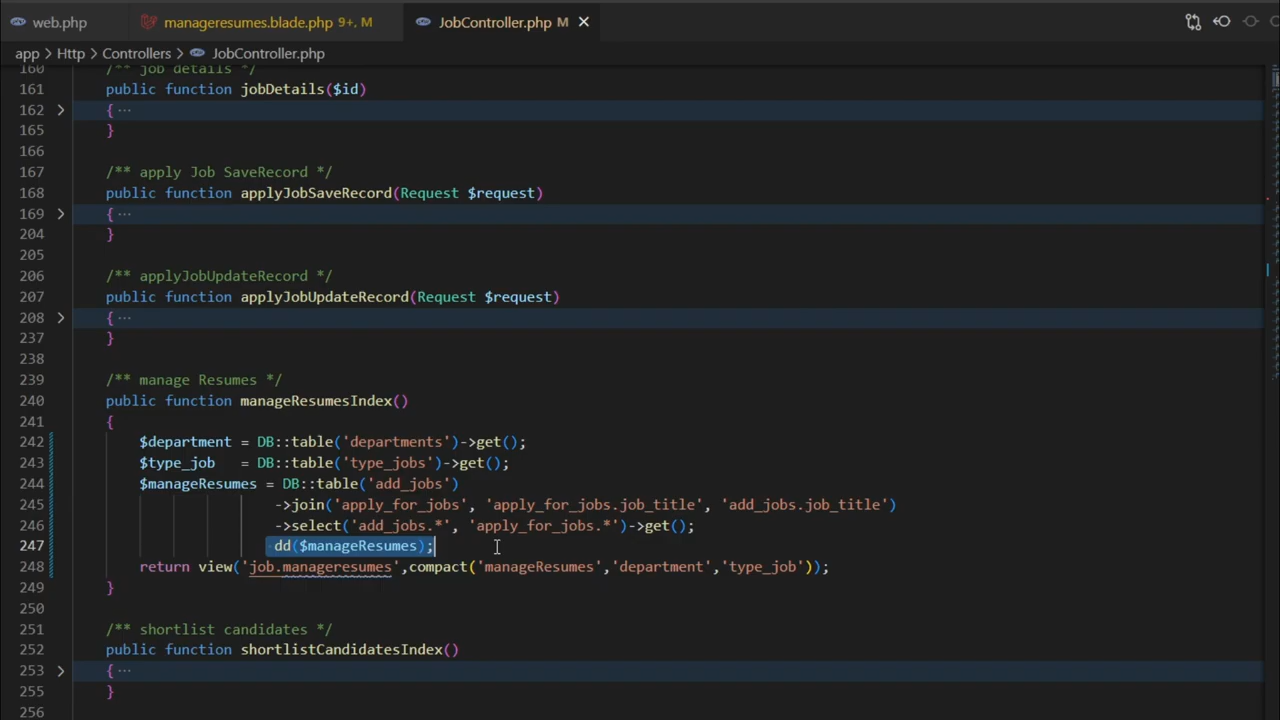 web.php manageresumes.blade.php 9+, M JobController.php M
app > Http > Controllers > JobController.php
160 /** job details */
161 public function jobDetails($id)
162 { ...
165 }
166
167 /** apply Job SaveRecord */
168 public function applyJobSaveRecord(Request $request)
169 { ...
204 }
205
206 /** applyJobUpdateRecord */
207 public function applyJobUpdateRecord(Request $request)
208 { ...
237 }
238
239 /** manage Resumes */
240 public function manageResumesIndex()
241 {
242 $department = DB::table('departments')->get();
243 $type_job = DB::table('type_jobs')->get();
244 $manageResumes = DB::table('add_jobs')
245 ->join('apply_for_jobs', 'apply_for_jobs.job_title', 'add_jobs.job_title')
246 ->select('add_jobs.*', 'apply_for_jobs.*')->get();
247 dd($manageResumes);
248 return view('job.manageresumes',compact('manageResumes','department','type_job'));
249 }
250
251 /** shortlist candidates */
252 public function shortlistCandidatesIndex()
253 { ...
255 }
256